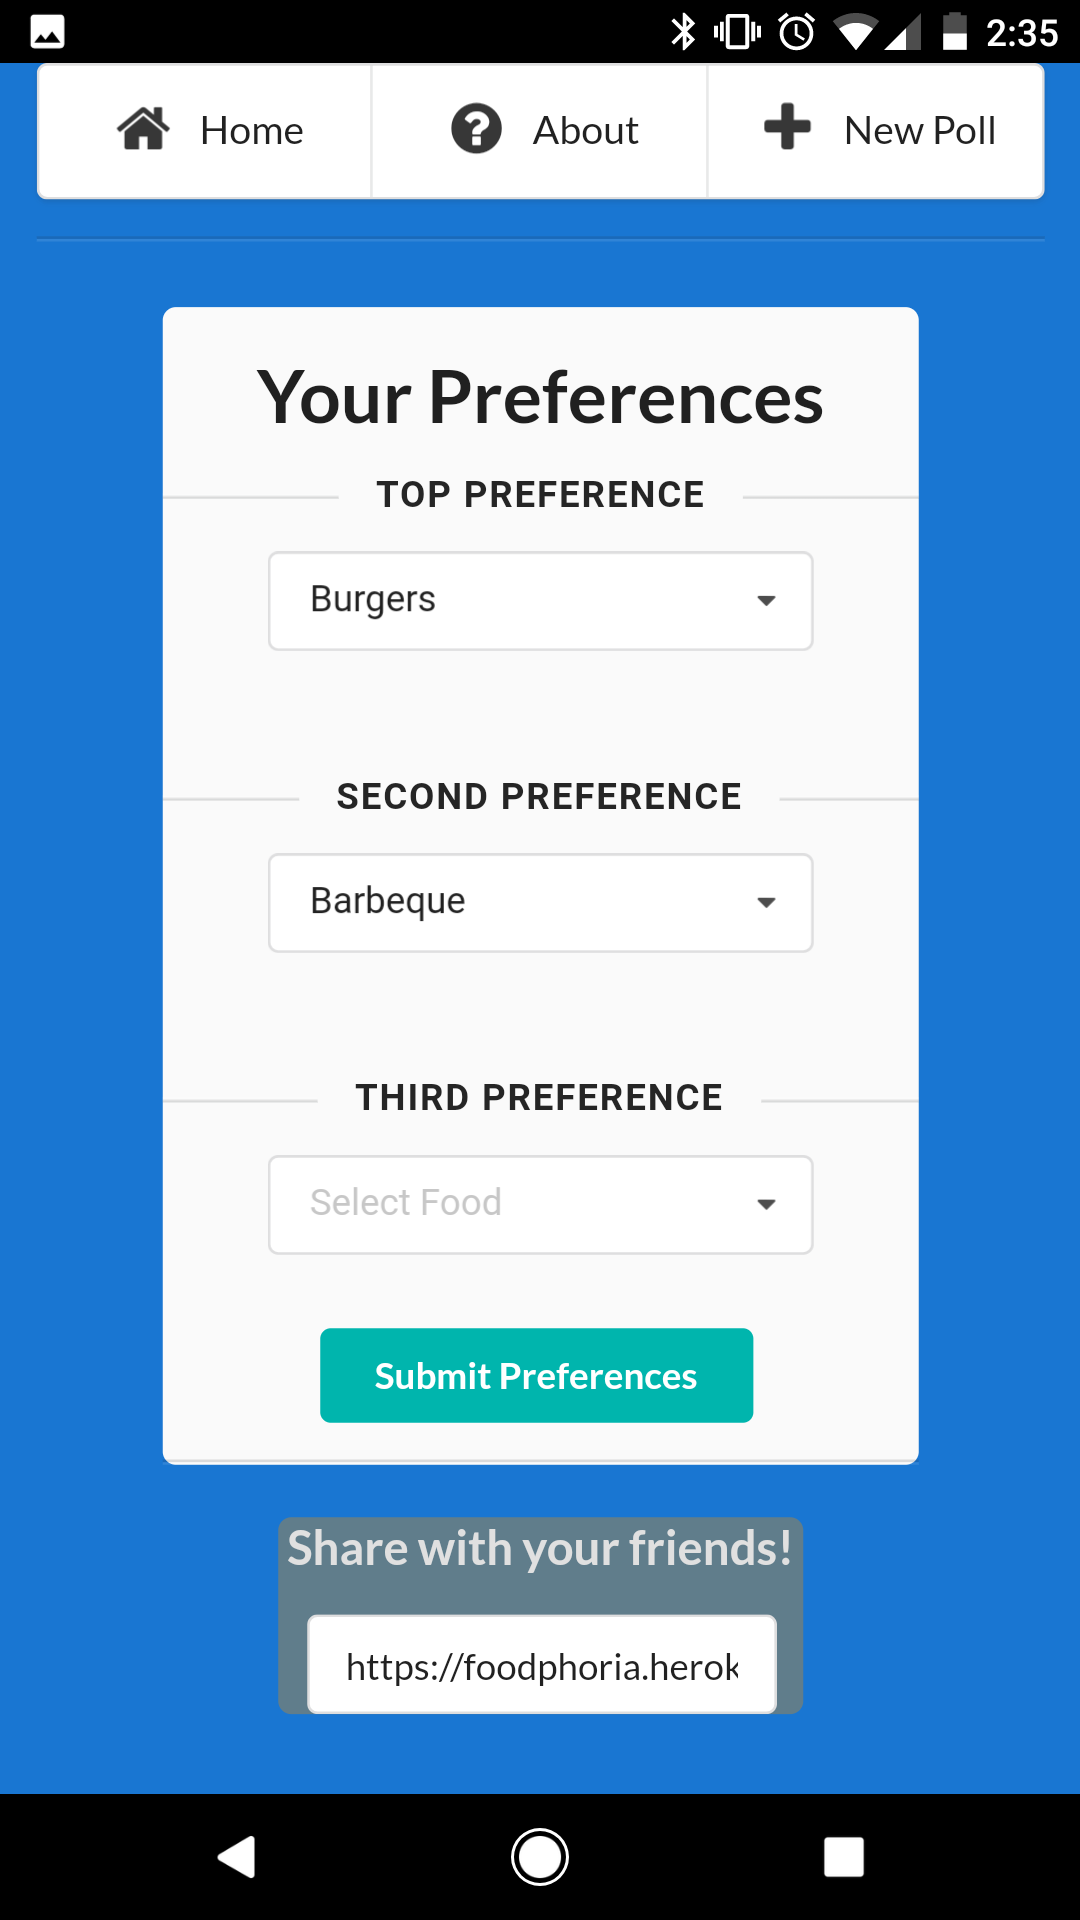 2:35
Home About New Poll
Your Preferences
TOP PREFERENCE
Burgers
SECOND PREFERENCE
Barbeque
THIRD PREFERENCE
Select Food
Submit Preferences
Share with your friends!
https://foodphoria.herok